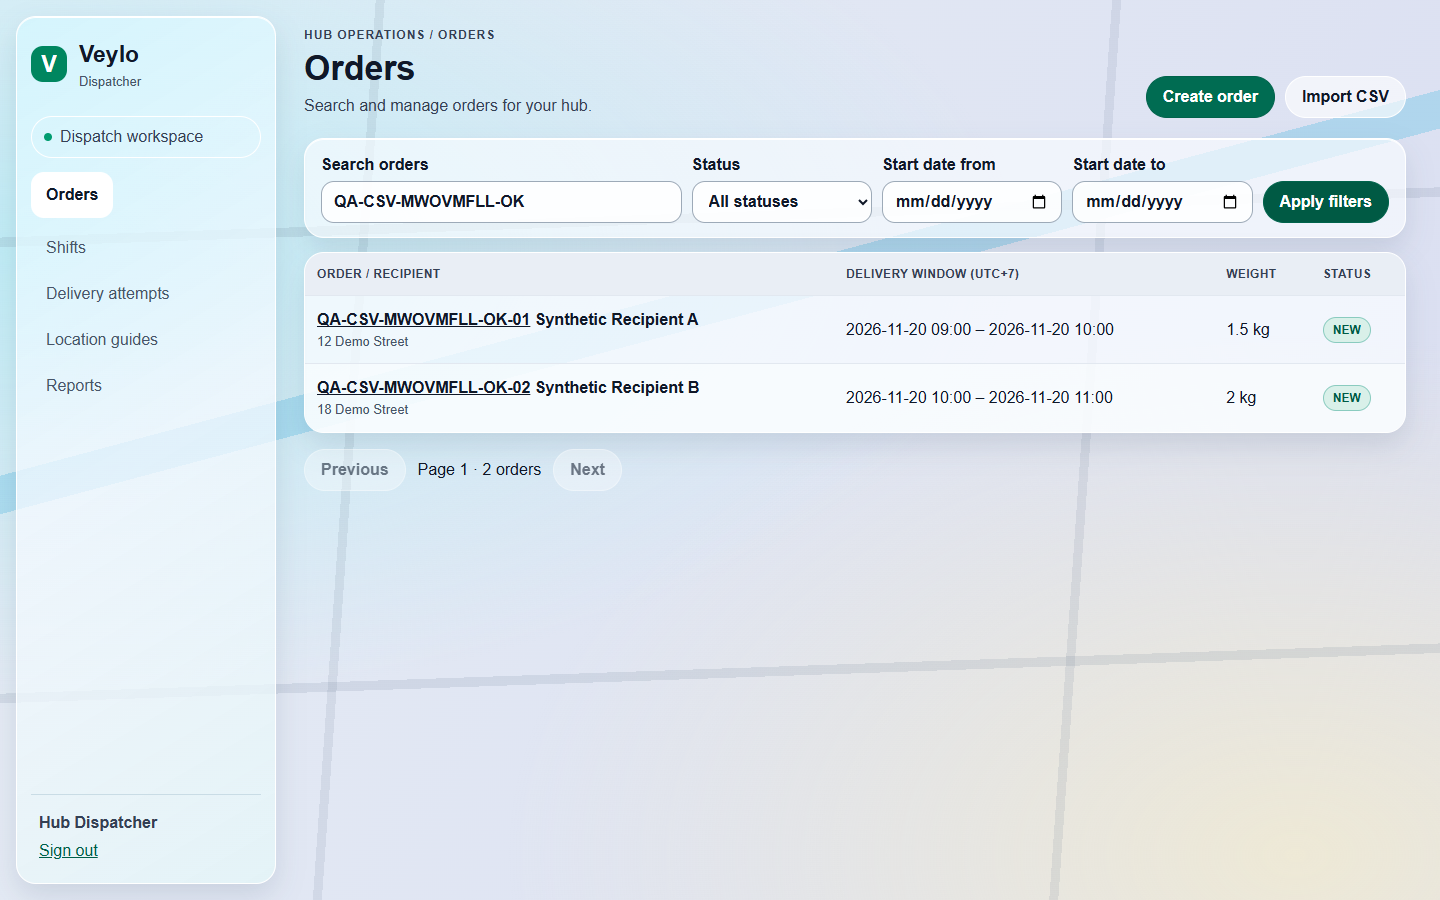 V
Veylo
Dispatcher
Dispatch workspace
Orders
Shifts
Delivery attempts
Location guides
Reports
Hub Dispatcher
Sign out
HUB OPERATIONS / ORDERS
Orders
Search and manage orders for your hub.
Create order
Import CSV
Search orders
Status
Start date from
Start date to
QA-CSV-MWOVMFLL-OK
All statuses
mm/dd/yyyy
mm/dd/yyyy
Apply filters
ORDER / RECIPIENT
DELIVERY WINDOW (UTC+7)
WEIGHT
STATUS
QA-CSV-MWOVMFLL-OK-01 Synthetic Recipient A
12 Demo Street
2026-11-20 09:00 – 2026-11-20 10:00
1.5 kg
NEW
QA-CSV-MWOVMFLL-OK-02 Synthetic Recipient B
18 Demo Street
2026-11-20 10:00 – 2026-11-20 11:00
2 kg
NEW
Previous
Page 1 · 2 orders
Next